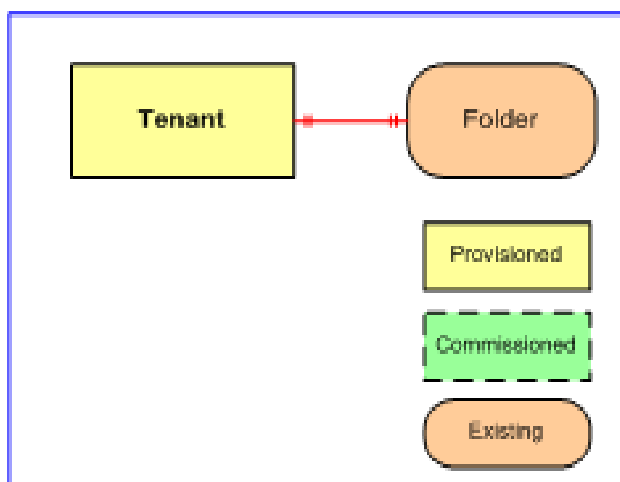 Tenant
Folder
Provisioned
Commissioned
Existing